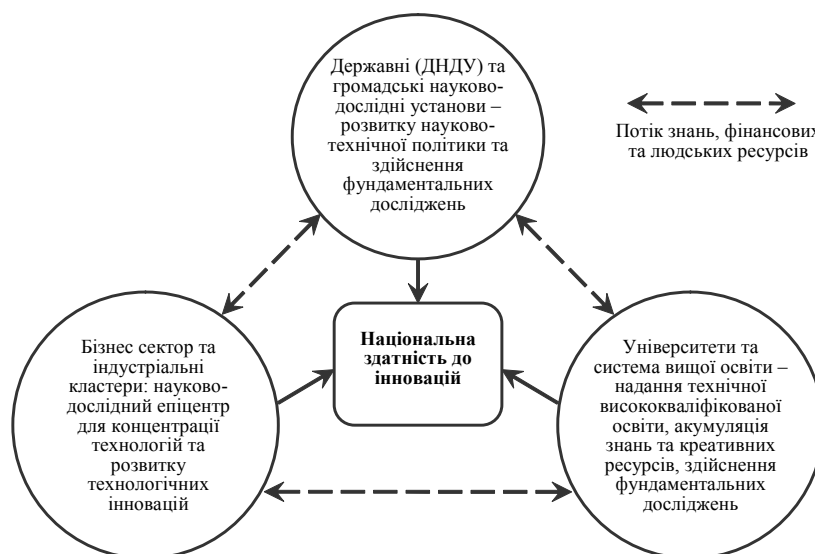 Державні (ДНДУ) та
громадські науково-
дослідні установи –
розвитку науково-
технічної політики та
здійснення
фундаментальних
досліджень
Потік знань, фінансових
та людських ресурсів
Національна
здатність до
інновацій
Бізнес сектор та
індустріальні
кластери: науково-
дослідний епіцентр
для концентрації
технологій та
розвитку
технологічних
інновацій
Університети та
система вищої освіти –
надання технічної
висококваліфікованої
освіти, акумуляція
знань та креативних
ресурсів, здійснення
фундаментальних
досліджень